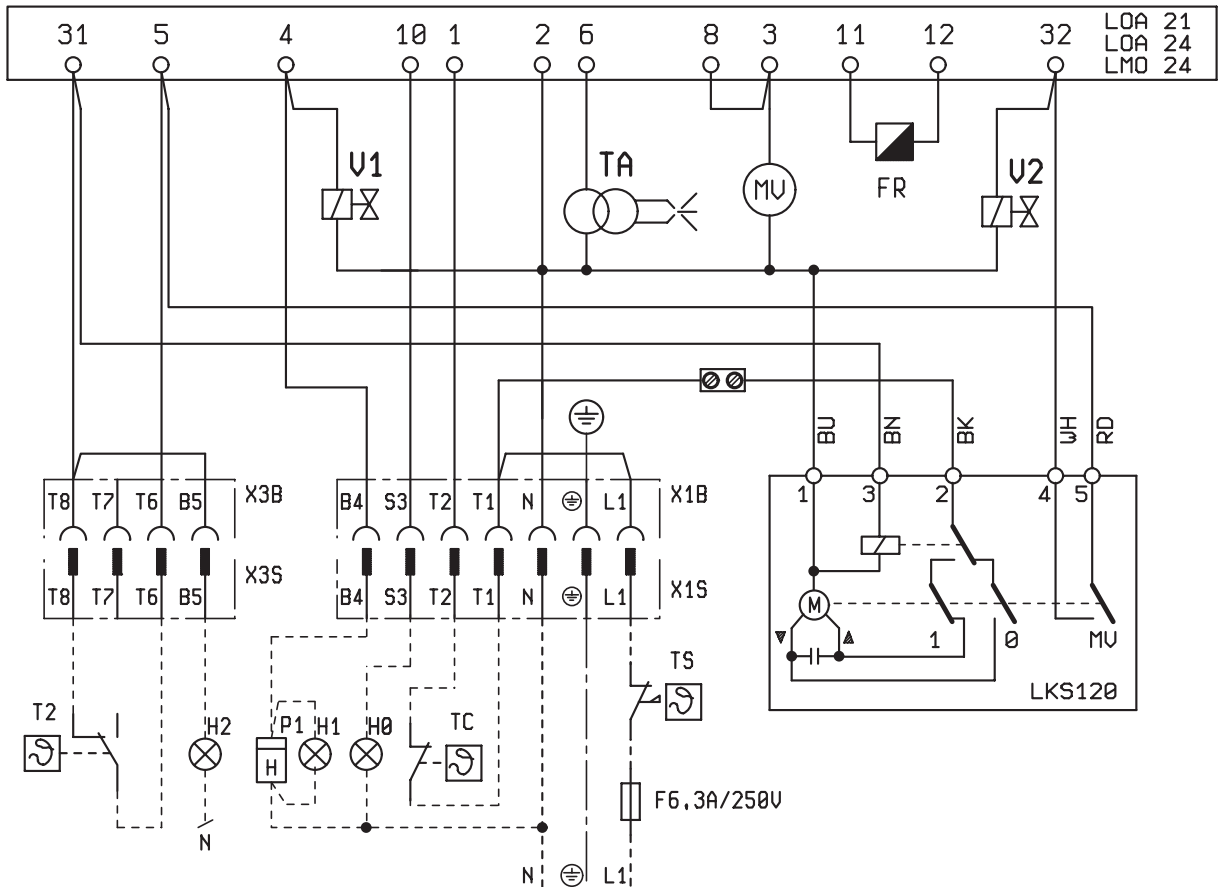 LOA 21
31 5 4 10 1 2 6 8 3 11 12 32
LOA 24
LMO 24
V1
TA
MV
FR
V2
BU BN BK WH RD
T8 T7 T6 B5 X3B
B4 S3 T2 T1 N L1 X1B
1 3 2 4 5
X3S
T8 T7 T6 B5
X1S
B4 S3 T2 T1 N L1
M
1 0 MV
TS
LKS120
T2
H2
P1 H1 H0 TC
H
F6,3A/250V
N
N L1